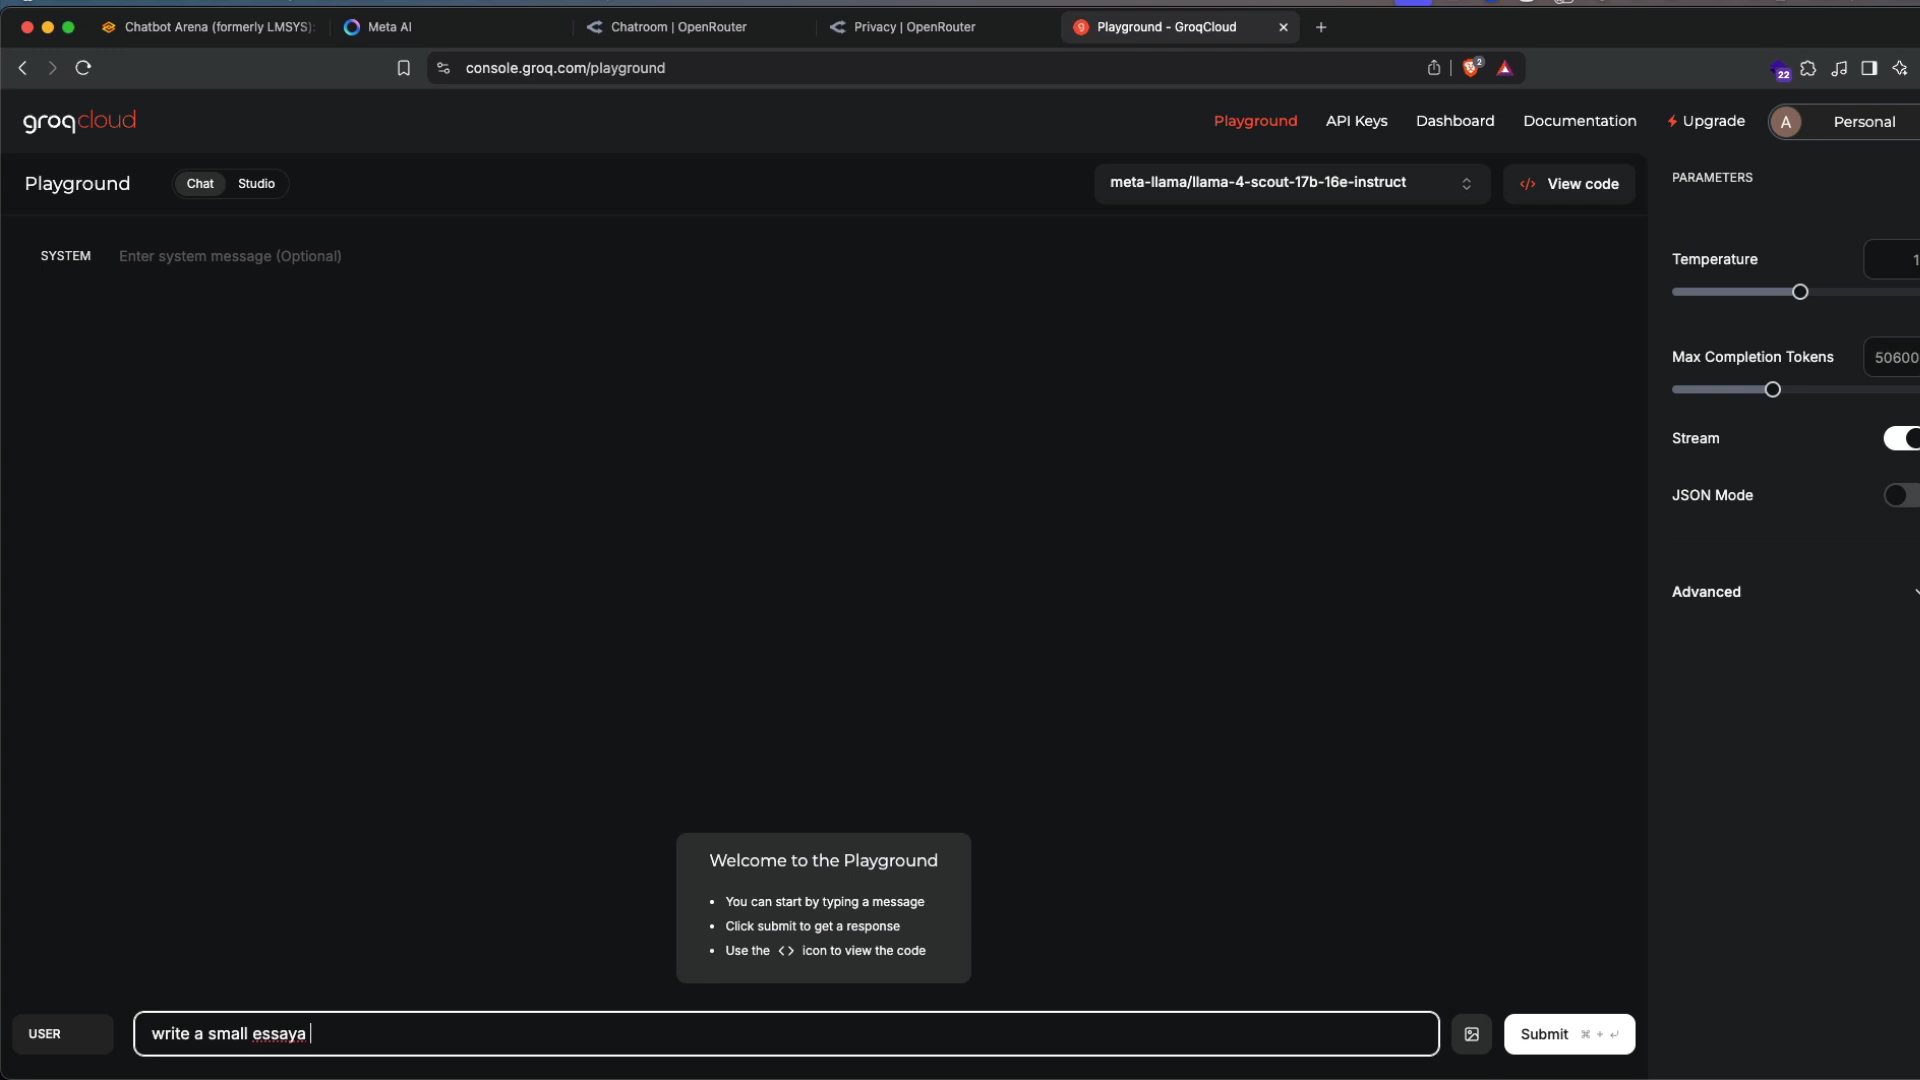 Chatbot Arena (formerly LMSYS):
Meta AI
Chatroom | OpenRouter
Privacy | OpenRouter
Playground - GroqCloud
console.groq.com/playground
2
22
groqcloud
Playground
API Keys
Dashboard
Documentation
Upgrade
A
Personal
Playground
Chat
Studio
meta-llama/llama-4-scout-17b-16e-instruct
</> View code
PARAMETERS
SYSTEM
Enter system message (Optional)
Temperature
1
Max Completion Tokens
50600
Stream
JSON Mode
Advanced
Welcome to the Playground
• You can start by typing a message
• Click submit to get a response
• Use the <> icon to view the code
USER
write a small essaya
Submit ⌘ + ↵